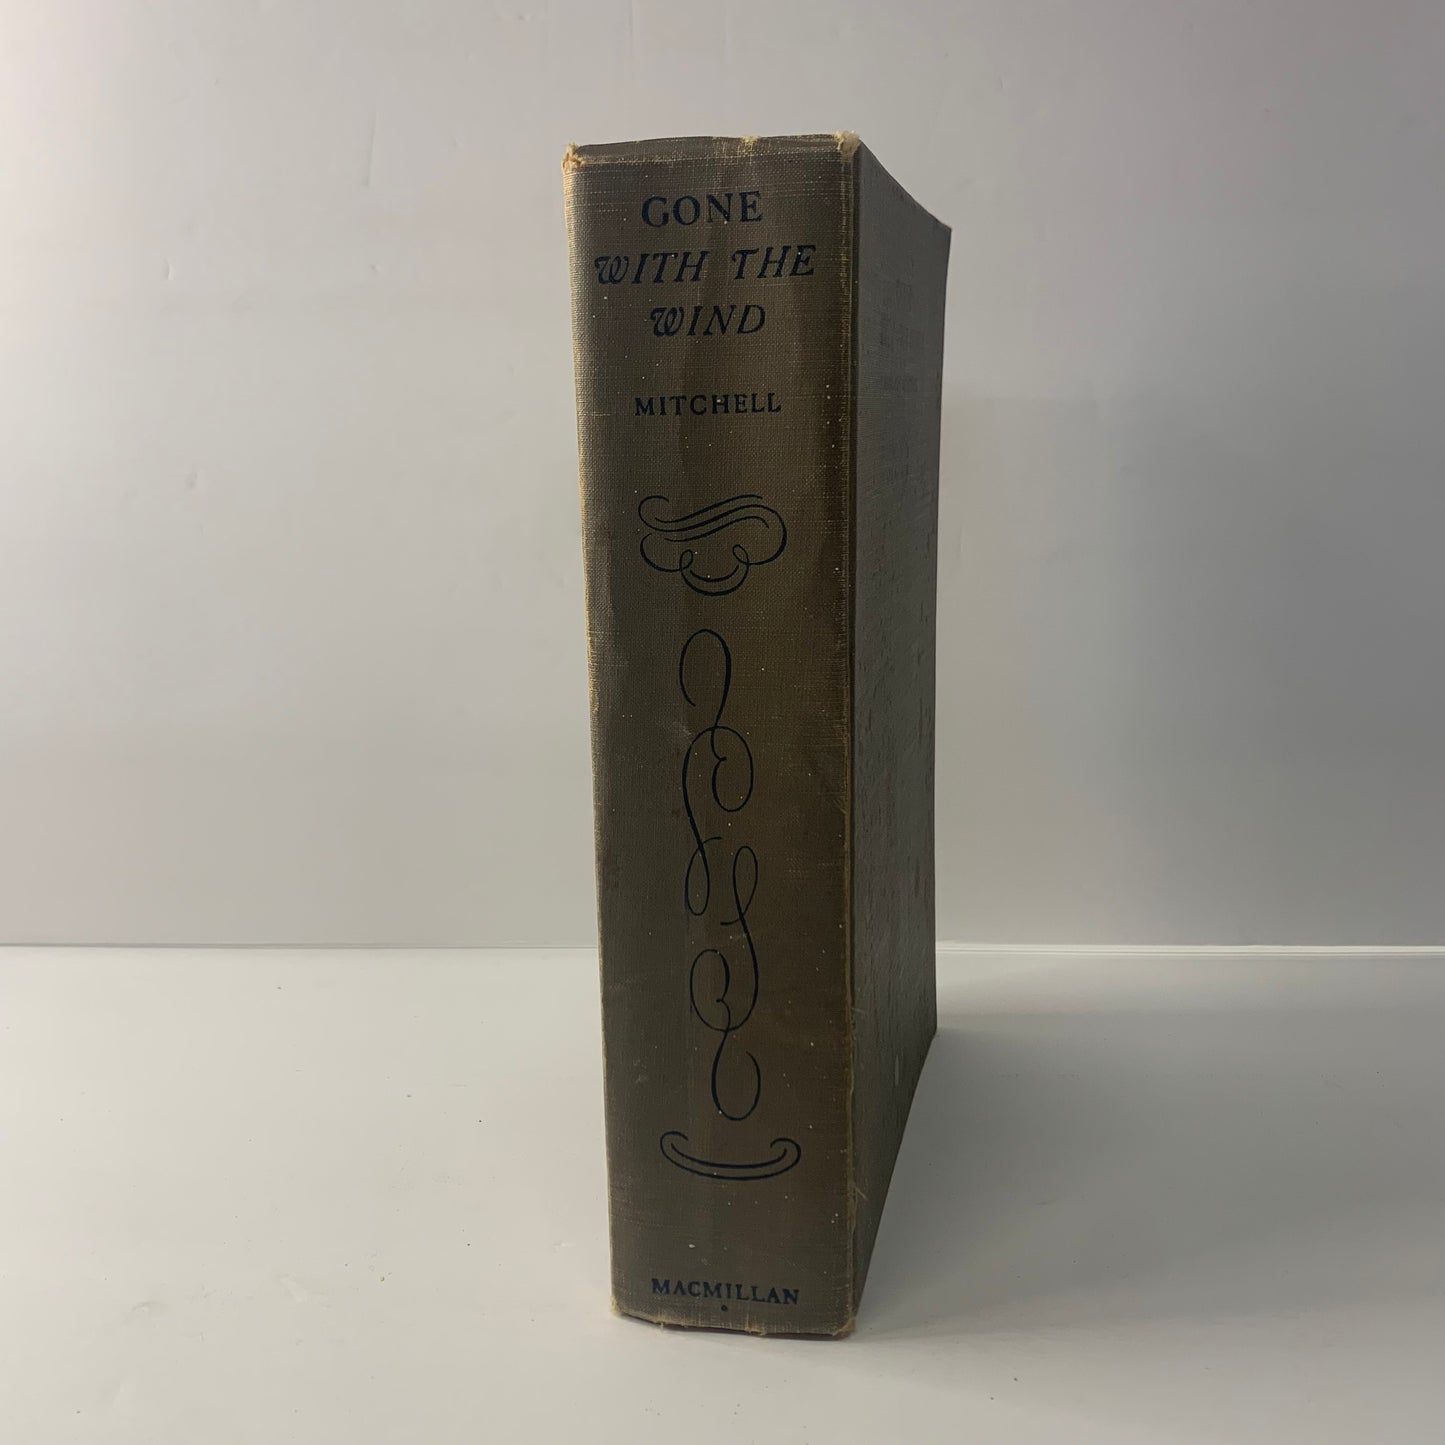 GONE
WITH THE
WIND
MITCHELL
MACMILLAN